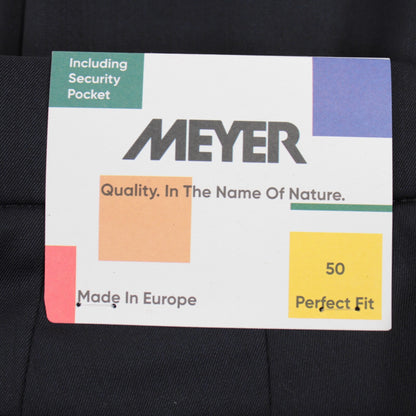 Including
Security
Pocket
MEYER
Quality. In The Name Of Nature.
50
Made In Europe
Perfect Fit